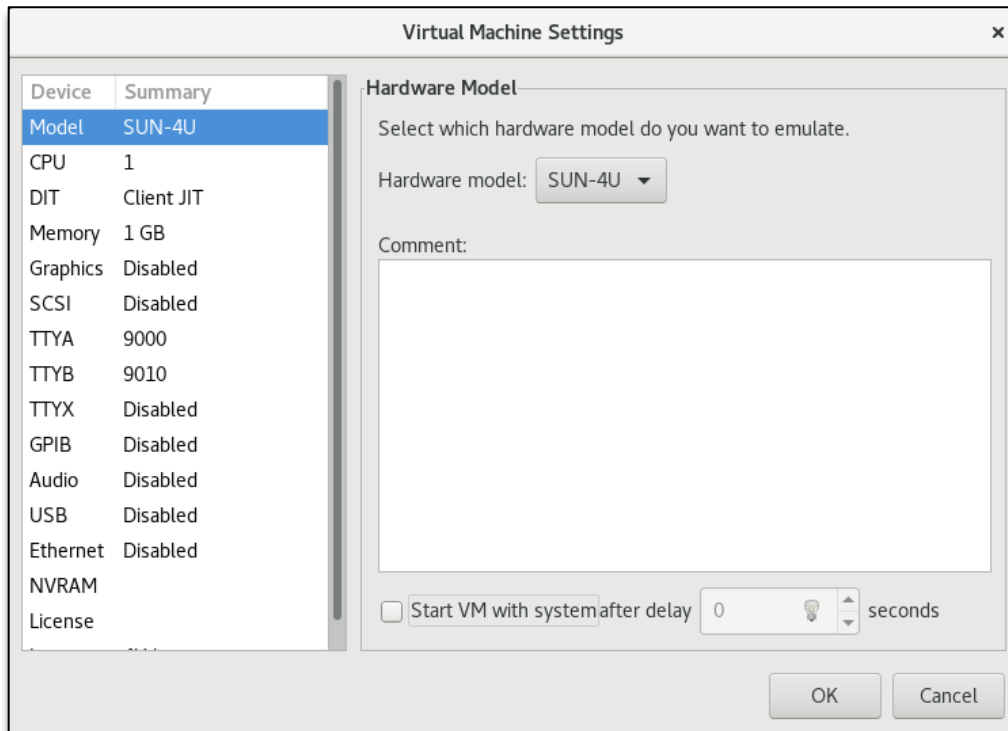 Virtual Machine Settings
Device Summary
Model SUN-4U
CPU 1
DIT Client JIT
Memory 1 GB
Graphics Disabled
SCSI Disabled
TTYA 9000
TTYB 9010
TTYX Disabled
GPIB Disabled
Audio Disabled
USB Disabled
Ethernet Disabled
NVRAM
License
Hardware Model
Select which hardware model do you want to emulate.
Hardware model: SUN-4U
Comment:
Start VM with system after delay 0 seconds
OK Cancel